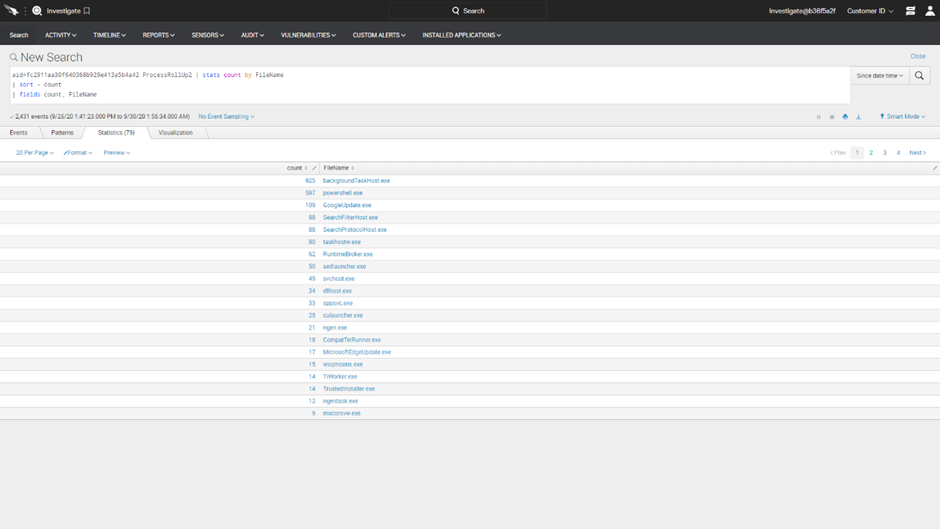 Investigate
Search
Investigate@b36f5a2f
Customer ID
Search
ACTIVITY
TIMELINE
REPORTS
SENSORS
AUDIT
VULNERABILITIES
CUSTOM ALERTS
INSTALLED APPLICATIONS
New Search
Close
aid=fc2911aa30f640368b929e413a5b4a42 ProcessRollUp2 | stats count by FileName
| sort - count
| fields count, FileName
Since date time
✓ 2,431 events (9/26/20 1:41:23.000 PM to 9/30/20 1:56:34.000 AM)
No Event Sampling
Smart Mode
Events
Patterns
Statistics (79)
Visualization
20 Per Page
Format
Preview
< Prev
1
2
3
4
Next >
count
FileName
925 backgroundTaskHost.exe
597 powershell.exe
109 GoogleUpdate.exe
88 SearchFilterHost.exe
88 SearchProtocolHost.exe
80 taskhostw.exe
62 RuntimeBroker.exe
50 sedlauncher.exe
49 svchost.exe
34 dllhost.exe
33 sppsvc.exe
28 culauncher.exe
21 ngen.exe
18 CompatTelRunner.exe
17 MicrosoftEdgeUpdate.exe
15 wsqmcons.exe
14 TiWorker.exe
14 TrustedInstaller.exe
12 ngentask.exe
9 mscorsvw.exe